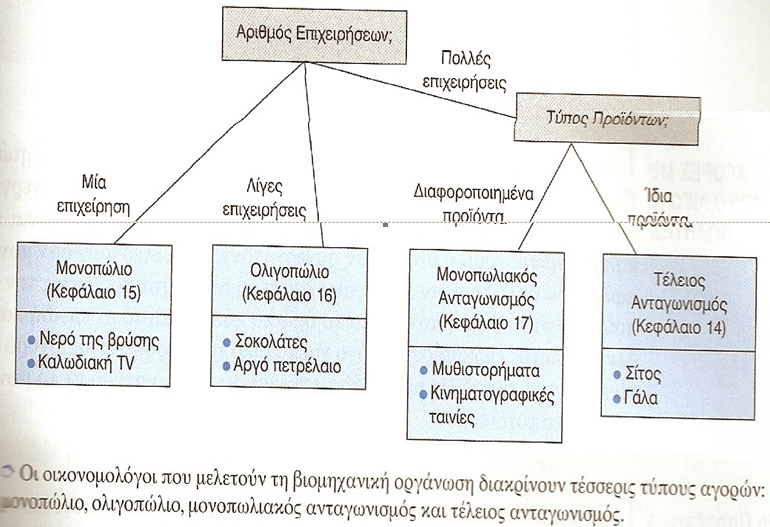 Αριθμός Επιχειρήσεων;
Πολλές
επιχειρήσεις
Τύπος Προϊόντων;
Μία
επιχείρηση
Λίγες
επιχειρήσεις
Διαφοροποιημένα
προϊόντα
Ίδια
προϊόντα
Μονοπώλιο
(Κεφάλαιο 15)
• Νερό της βρύσης
• Καλωδιακή TV
Ολιγοπώλιο
(Κεφάλαιο 16)
• Σοκολάτες
• Αργό πετρέλαιο
Μονοπωλιακός
Ανταγωνισμός
(Κεφάλαιο 17)
• Μυθιστορήματα
• Κινηματογραφικές
ταινίες
Τέλειος
Ανταγωνισμός
(Κεφάλαιο 14)
• Σίτος
• Γάλα
Οι οικονομολόγοι που μελετούν τη βιομηχανική οργάνωση διακρίνουν τέσσερις τύπους αγορών:
μονοπώλιο, ολιγοπώλιο, μονοπωλιακός ανταγωνισμός και τέλειος ανταγωνισμός.